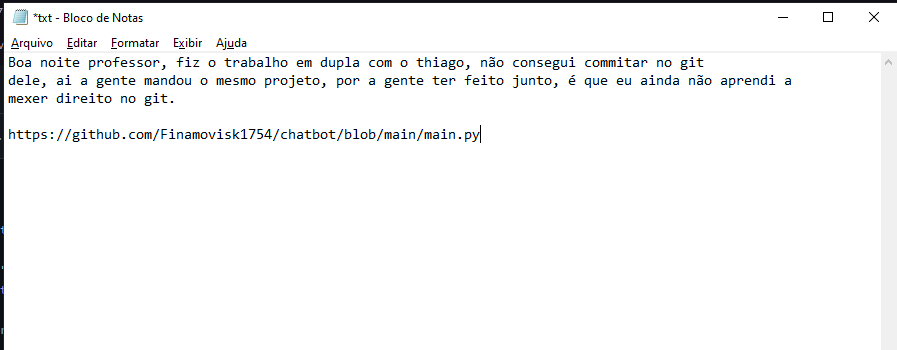 *txt - Bloco de Notas
Arquivo Editar Formatar Exibir Ajuda
Boa noite professor, fiz o trabalho em dupla com o thiago, não consegui commitar no git
dele, ai a gente mandou o mesmo projeto, por a gente ter feito junto, é que eu ainda não aprendi a
mexer direito no git.
https://github.com/Finamovisk1754/chatbot/blob/main/main.py